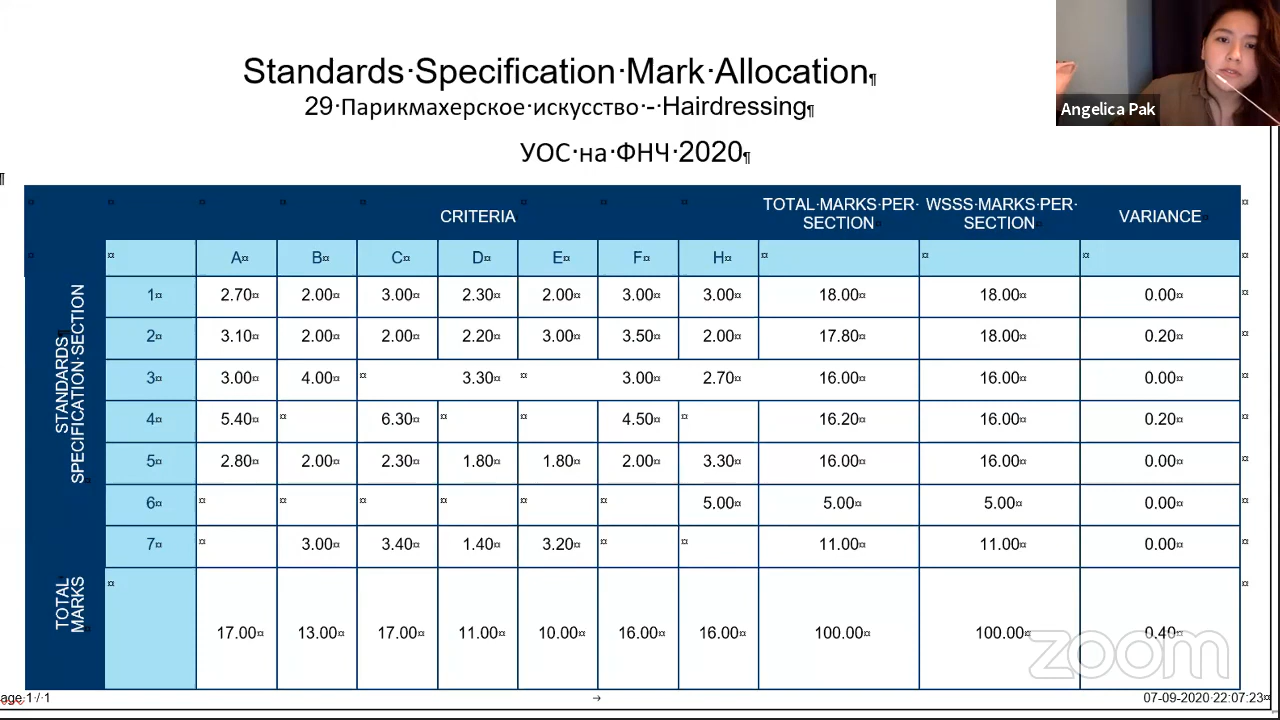 Standards Specification Mark Allocation¶
29 Парикмахерское искусство - Hairdressing¶
УОС на ФНЧ 2020¶
Angelica Pak
CRITERIA TOTAL MARKS PER SECTION WSSS MARKS PER SECTION VARIANCE
A B C D E F H
STANDARDS SPECIFICATION SECTION
1 2.70 2.00 3.00 2.30 2.00 3.00 3.00 18.00 18.00 0.00
2 3.10 2.00 2.00 2.20 3.00 3.50 2.00 17.80 18.00 0.20
3 3.00 4.00 3.30 3.00 2.70 16.00 16.00 0.00
4 5.40 6.30 4.50 16.20 16.00 0.20
5 2.80 2.00 2.30 1.80 1.80 2.00 3.30 16.00 16.00 0.00
6 5.00 5.00 5.00 0.00
7 3.00 3.40 1.40 3.20 11.00 11.00 0.00
TOTAL MARKS 17.00 13.00 17.00 11.00 10.00 16.00 16.00 100.00 100.00 0.40
zoom
age 1 / 1 07-09-2020 22:07:23